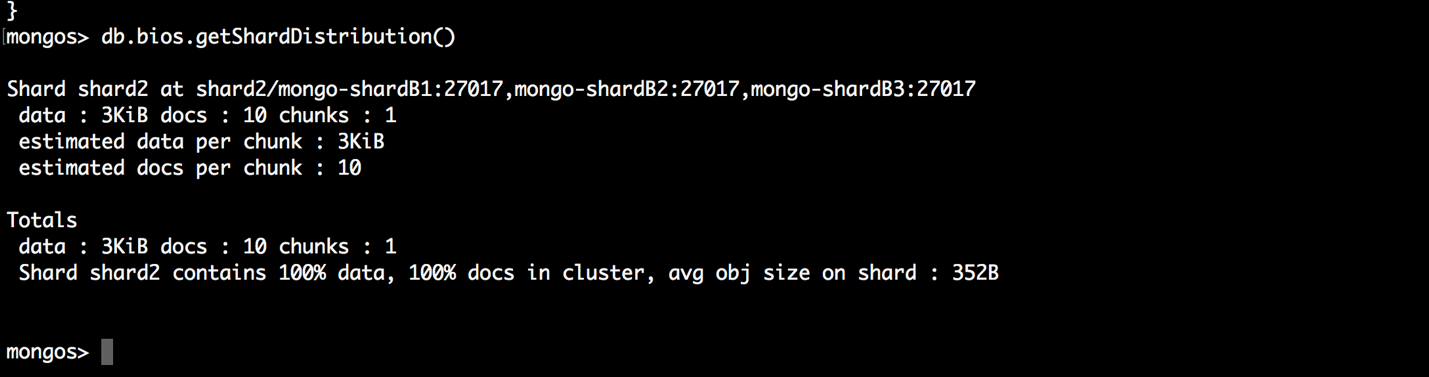 }
mongos> db.bios.getShardDistribution()
Shard shard2 at shard2/mongo-shardB1:27017,mongo-shardB2:27017,mongo-shardB3:27017
data : 3KiB docs : 10 chunks : 1
estimated data per chunk : 3KiB
estimated docs per chunk : 10
Totals
data : 3KiB docs : 10 chunks : 1
Shard shard2 contains 100% data, 100% docs in cluster, avg obj size on shard : 352B
mongos>